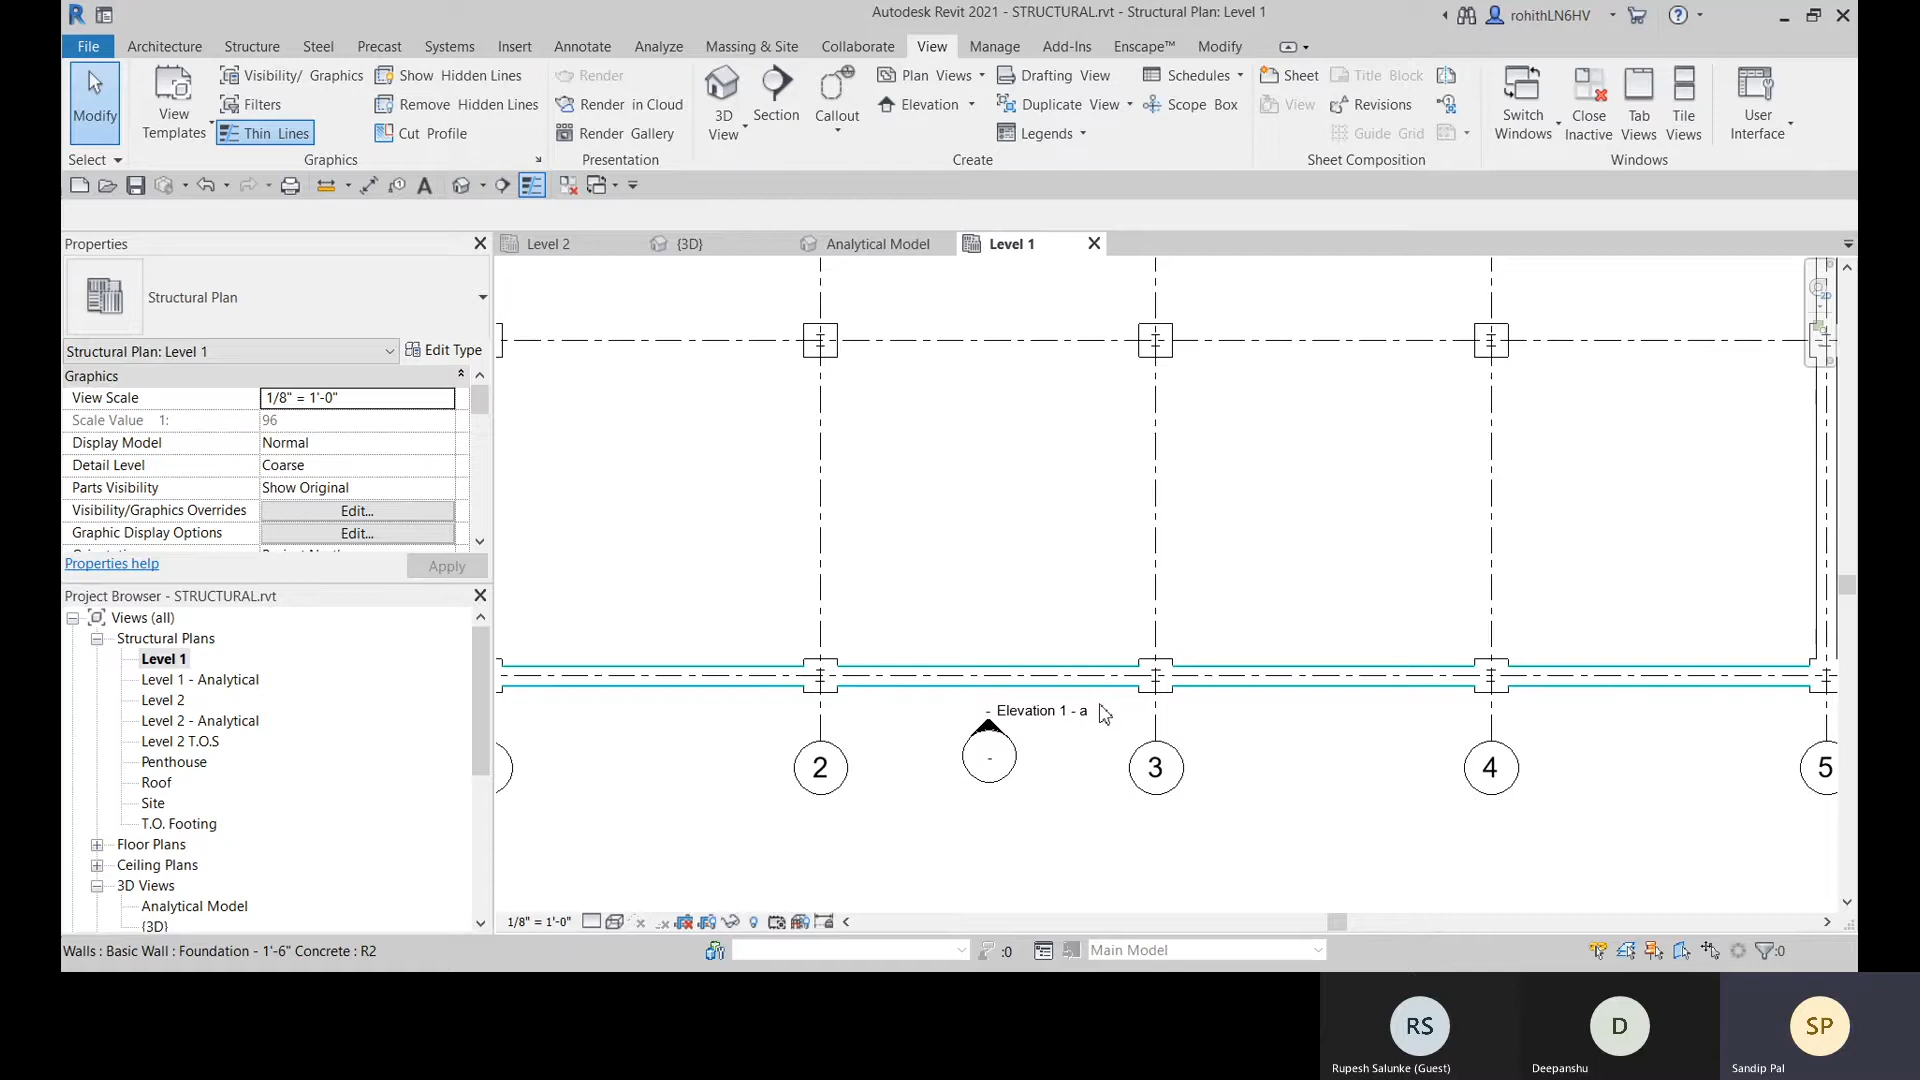 Autodesk Revit 2021 - STRUCTURAL.rvt - Structural Plan: Level 1
rohithLN6HV
File Architecture Structure Steel Precast Systems Insert Annotate Analyze Massing & Site Collaborate View Manage Add-Ins Enscape™ Modify
Modify
View Templates
Visibility/ Graphics
Filters
Thin Lines
Show Hidden Lines
Remove Hidden Lines
Cut Profile
Render
Render in Cloud
Render Gallery
3D View
Section
Callout
Plan Views
Elevation
Drafting View
Duplicate View
Legends
Schedules
Scope Box
Sheet
View
Title Block
Revisions
Guide Grid
Switch Windows
Close Inactive
Tab Views
Tile Views
User Interface
Select Graphics Presentation Create Sheet Composition Windows
Properties
Level 2 {3D} Analytical Model Level 1
Structural Plan
Structural Plan: Level 1 Edit Type
Graphics
View Scale 1/8" = 1'-0"
Scale Value 1: 96
Display Model Normal
Detail Level Coarse
Parts Visibility Show Original
Visibility/Graphics Overrides Edit...
Graphic Display Options Edit...
Properties help Apply
Project Browser - STRUCTURAL.rvt
Views (all)
Structural Plans
Level 1
Level 1 - Analytical
Level 2
Level 2 - Analytical
Level 2 T.O.S
Penthouse
Roof
Site
T.O. Footing
Floor Plans
Ceiling Plans
3D Views
Analytical Model
{3D}
- Elevation 1 - a
-
2 3 4 5
1/8" = 1'-0"
Walls : Basic Wall : Foundation - 1'-6" Concrete : R2
:0
Main Model
:0
RS D SP
Rupesh Salunke (Guest) Deepanshu Sandip Pal